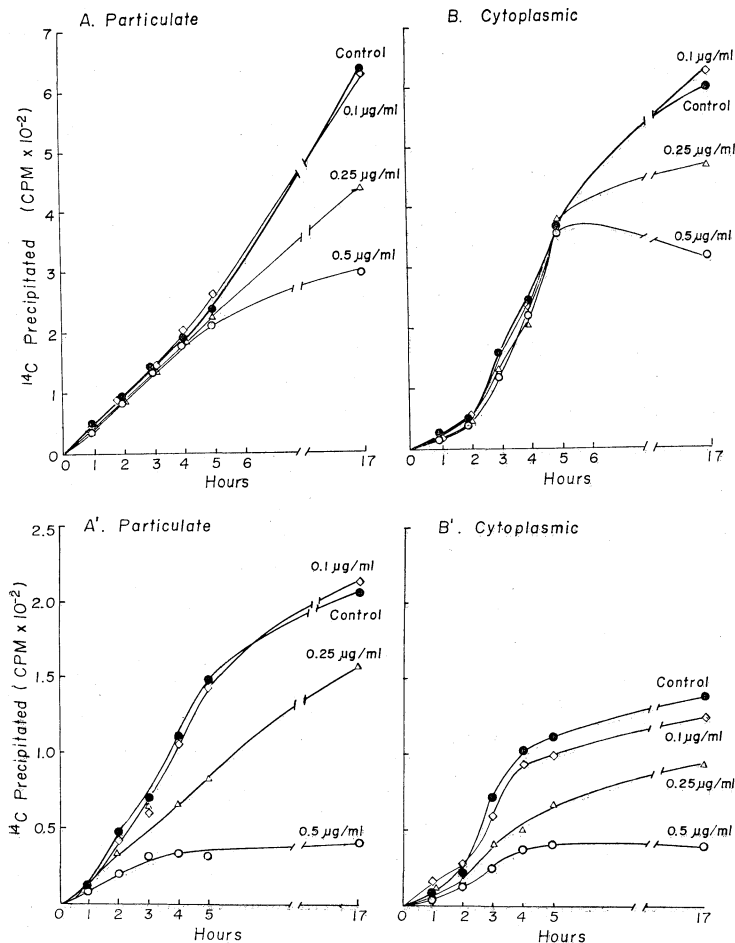 A. Particulate
B. Cytoplasmic
7
6
5
4
3
2
1
0
¹⁴C Precipitated (CPM x 10⁻²)
Control
0.1 µg/ml
0.25 µg/ml
0.5 µg/ml
0 1 2 3 4 5 6 17
Hours
0.1 µg/ml
Control
0.25 µg/ml
0.5 µg/ml
0 1 2 3 4 5 6 17
Hours
A'. Particulate
B'. Cytoplasmic
2.5
2.0
1.5
1.0
0.5
0
¹⁴C Precipitated (CPM x 10⁻²)
0.1 µg/ml
Control
0.25 µg/ml
0.5 µg/ml
1 2 3 4 5 17
Hours
Control
0.1 µg/ml
0.25 µg/ml
0.5 µg/ml
0 1 2 3 4 5 17
Hours